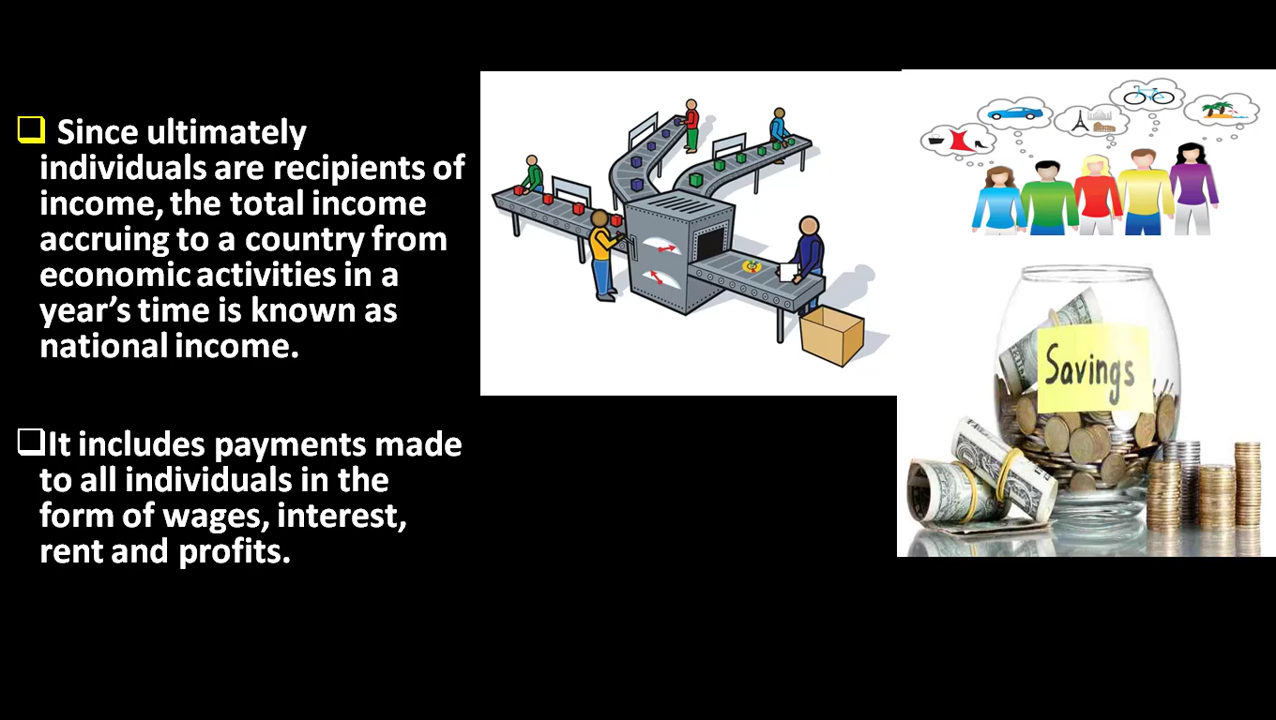 ❑ Since ultimately
individuals are recipients of
income, the total income
accruing to a country from
economic activities in a
year’s time is known as
national income.
❑It includes payments made
to all individuals in the
form of wages, interest,
rent and profits.
Savings